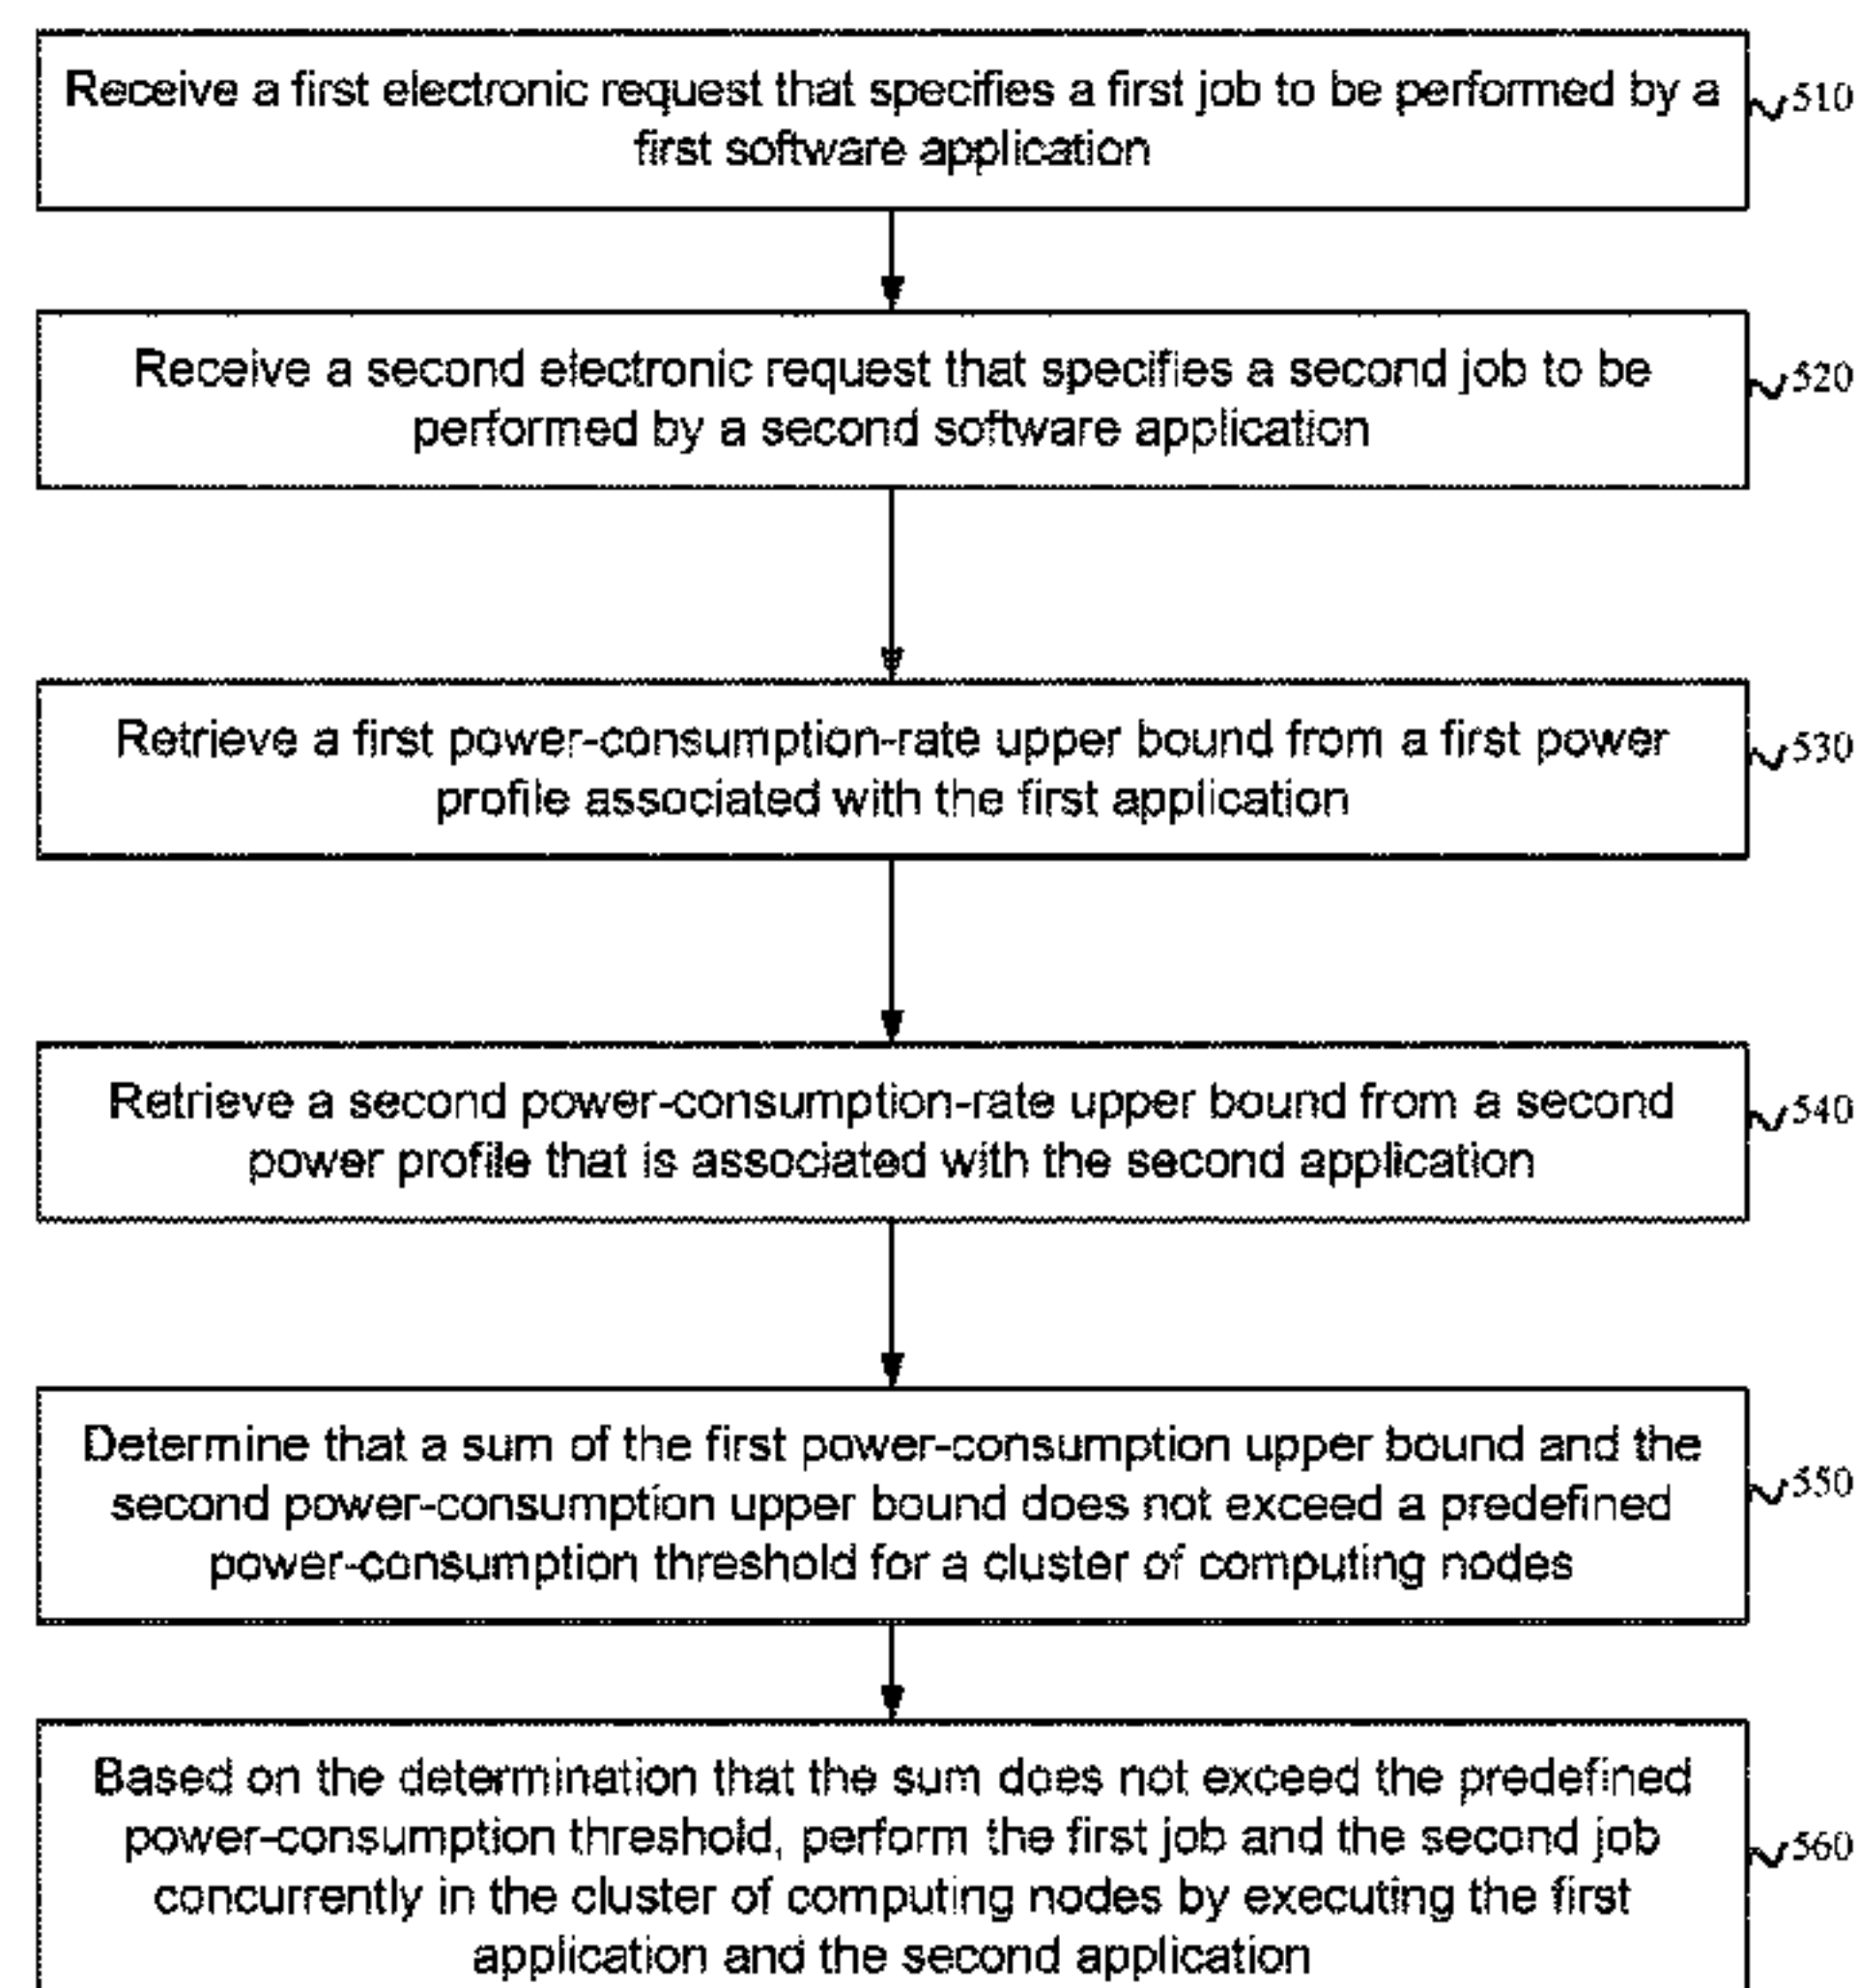 Receive a first electronic request that specifies a first job to be performed by a
first software application
510
Receive a second electronic request that specifies a second job to be
performed by a second software application
520
Retrieve a first power-consumption-rate upper bound from a first power
profile associated with the first application
530
Retrieve a second power-consumption-rate upper bound from a second
power profile that is associated with the second application
540
Determine that a sum of the first power-consumption upper bound and the
second power-consumption upper bound does not exceed a predefined
power-consumption threshold for a cluster of computing nodes
550
Based on the determination that the sum does not exceed the predefined
power-consumption threshold, perform the first job and the second job
concurrently in the cluster of computing nodes by executing the first
application and the second application
560